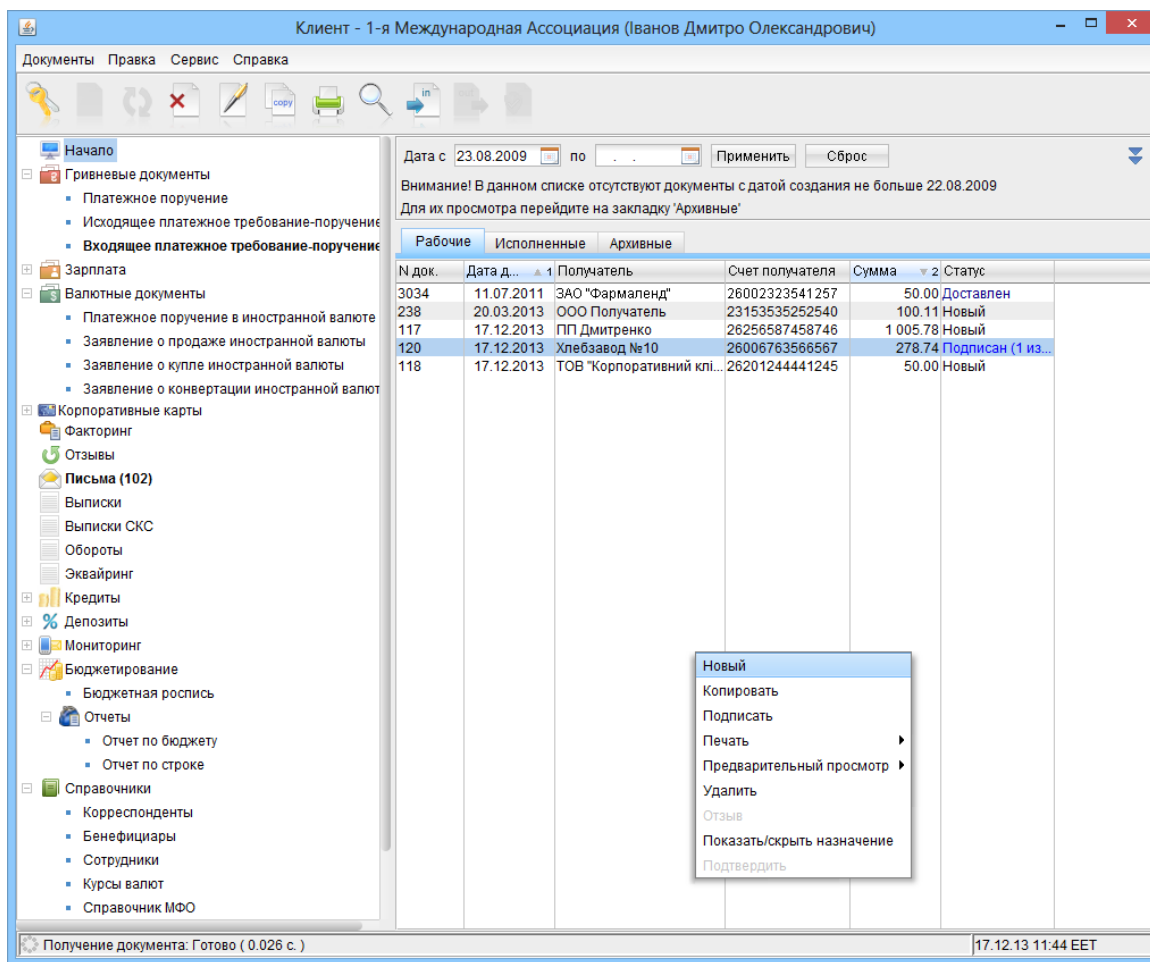 Клиент - 1-я Международная Ассоциация (Іванов Дмитро Олександрович)
Документы Правка Сервис Справка
copy in
Начало
Гривневые документы
Платежное поручение
Исходящее платежное требование-поручение
Входящее платежное требование-поручение
Зарплата
Валютные документы
Платежное поручение в иностранной валюте
Заявление о продаже иностранной валюты
Заявление о купле иностранной валюты
Заявление о конвертации иностранной валют
Корпоративные карты
Факторинг
Отзывы
Письма (102)
Выписки
Выписки СКС
Обороты
Эквайринг
Кредиты
Депозиты
Мониторинг
Бюджетирование
Бюджетная роспись
Отчеты
Отчет по бюджету
Отчет по строке
Справочники
Корреспонденты
Бенефициары
Сотрудники
Курсы валют
Справочник МФО
Дата с 23.08.2009 по . . Применить Сброс
Внимание! В данном списке отсутствуют документы с датой создания не больше 22.08.2009
Для их просмотра перейдите на закладку 'Архивные'
Рабочие Исполненные Архивные
N док. Дата д... 1 Получатель Счет получателя Сумма 2 Статус
3034 11.07.2011 ЗАО "Фармаленд" 26002323541257 50.00 Доставлен
238 20.03.2013 ООО Получатель 23153535252540 100.11 Новый
117 17.12.2013 ПП Дмитренко 26256587458746 1 005.78 Новый
120 17.12.2013 Хлебзавод №10 26006763566567 278.74 Подписан (1 из...
118 17.12.2013 ТОВ "Корпоративний клі... 26201244441245 50.00 Новый
Новый
Копировать
Подписать
Печать
Предварительный просмотр
Удалить
Отзыв
Показать/скрыть назначение
Подтвердить
Получение документа: Готово ( 0.026 с. )
17.12.13 11:44 EET